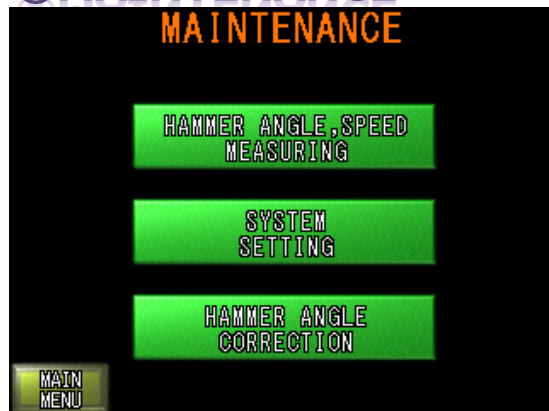 MAINTENANCE
HAMMER ANGLE,SPEED
MEASURING
SYSTEM
SETTING
HAMMER ANGLE
CORRECTION
MAIN
MENU